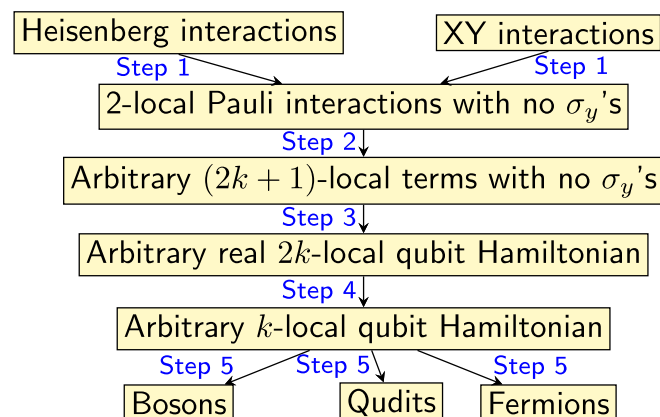 Heisenberg interactions
XY interactions
Step 1
Step 1
2-local Pauli interactions with no σ_y's
Step 2
Arbitrary (2k + 1)-local terms with no σ_y's
Step 3
Arbitrary real 2k-local qubit Hamiltonian
Step 4
Arbitrary k-local qubit Hamiltonian
Step 5
Step 5
Step 5
Bosons
Qudits
Fermions